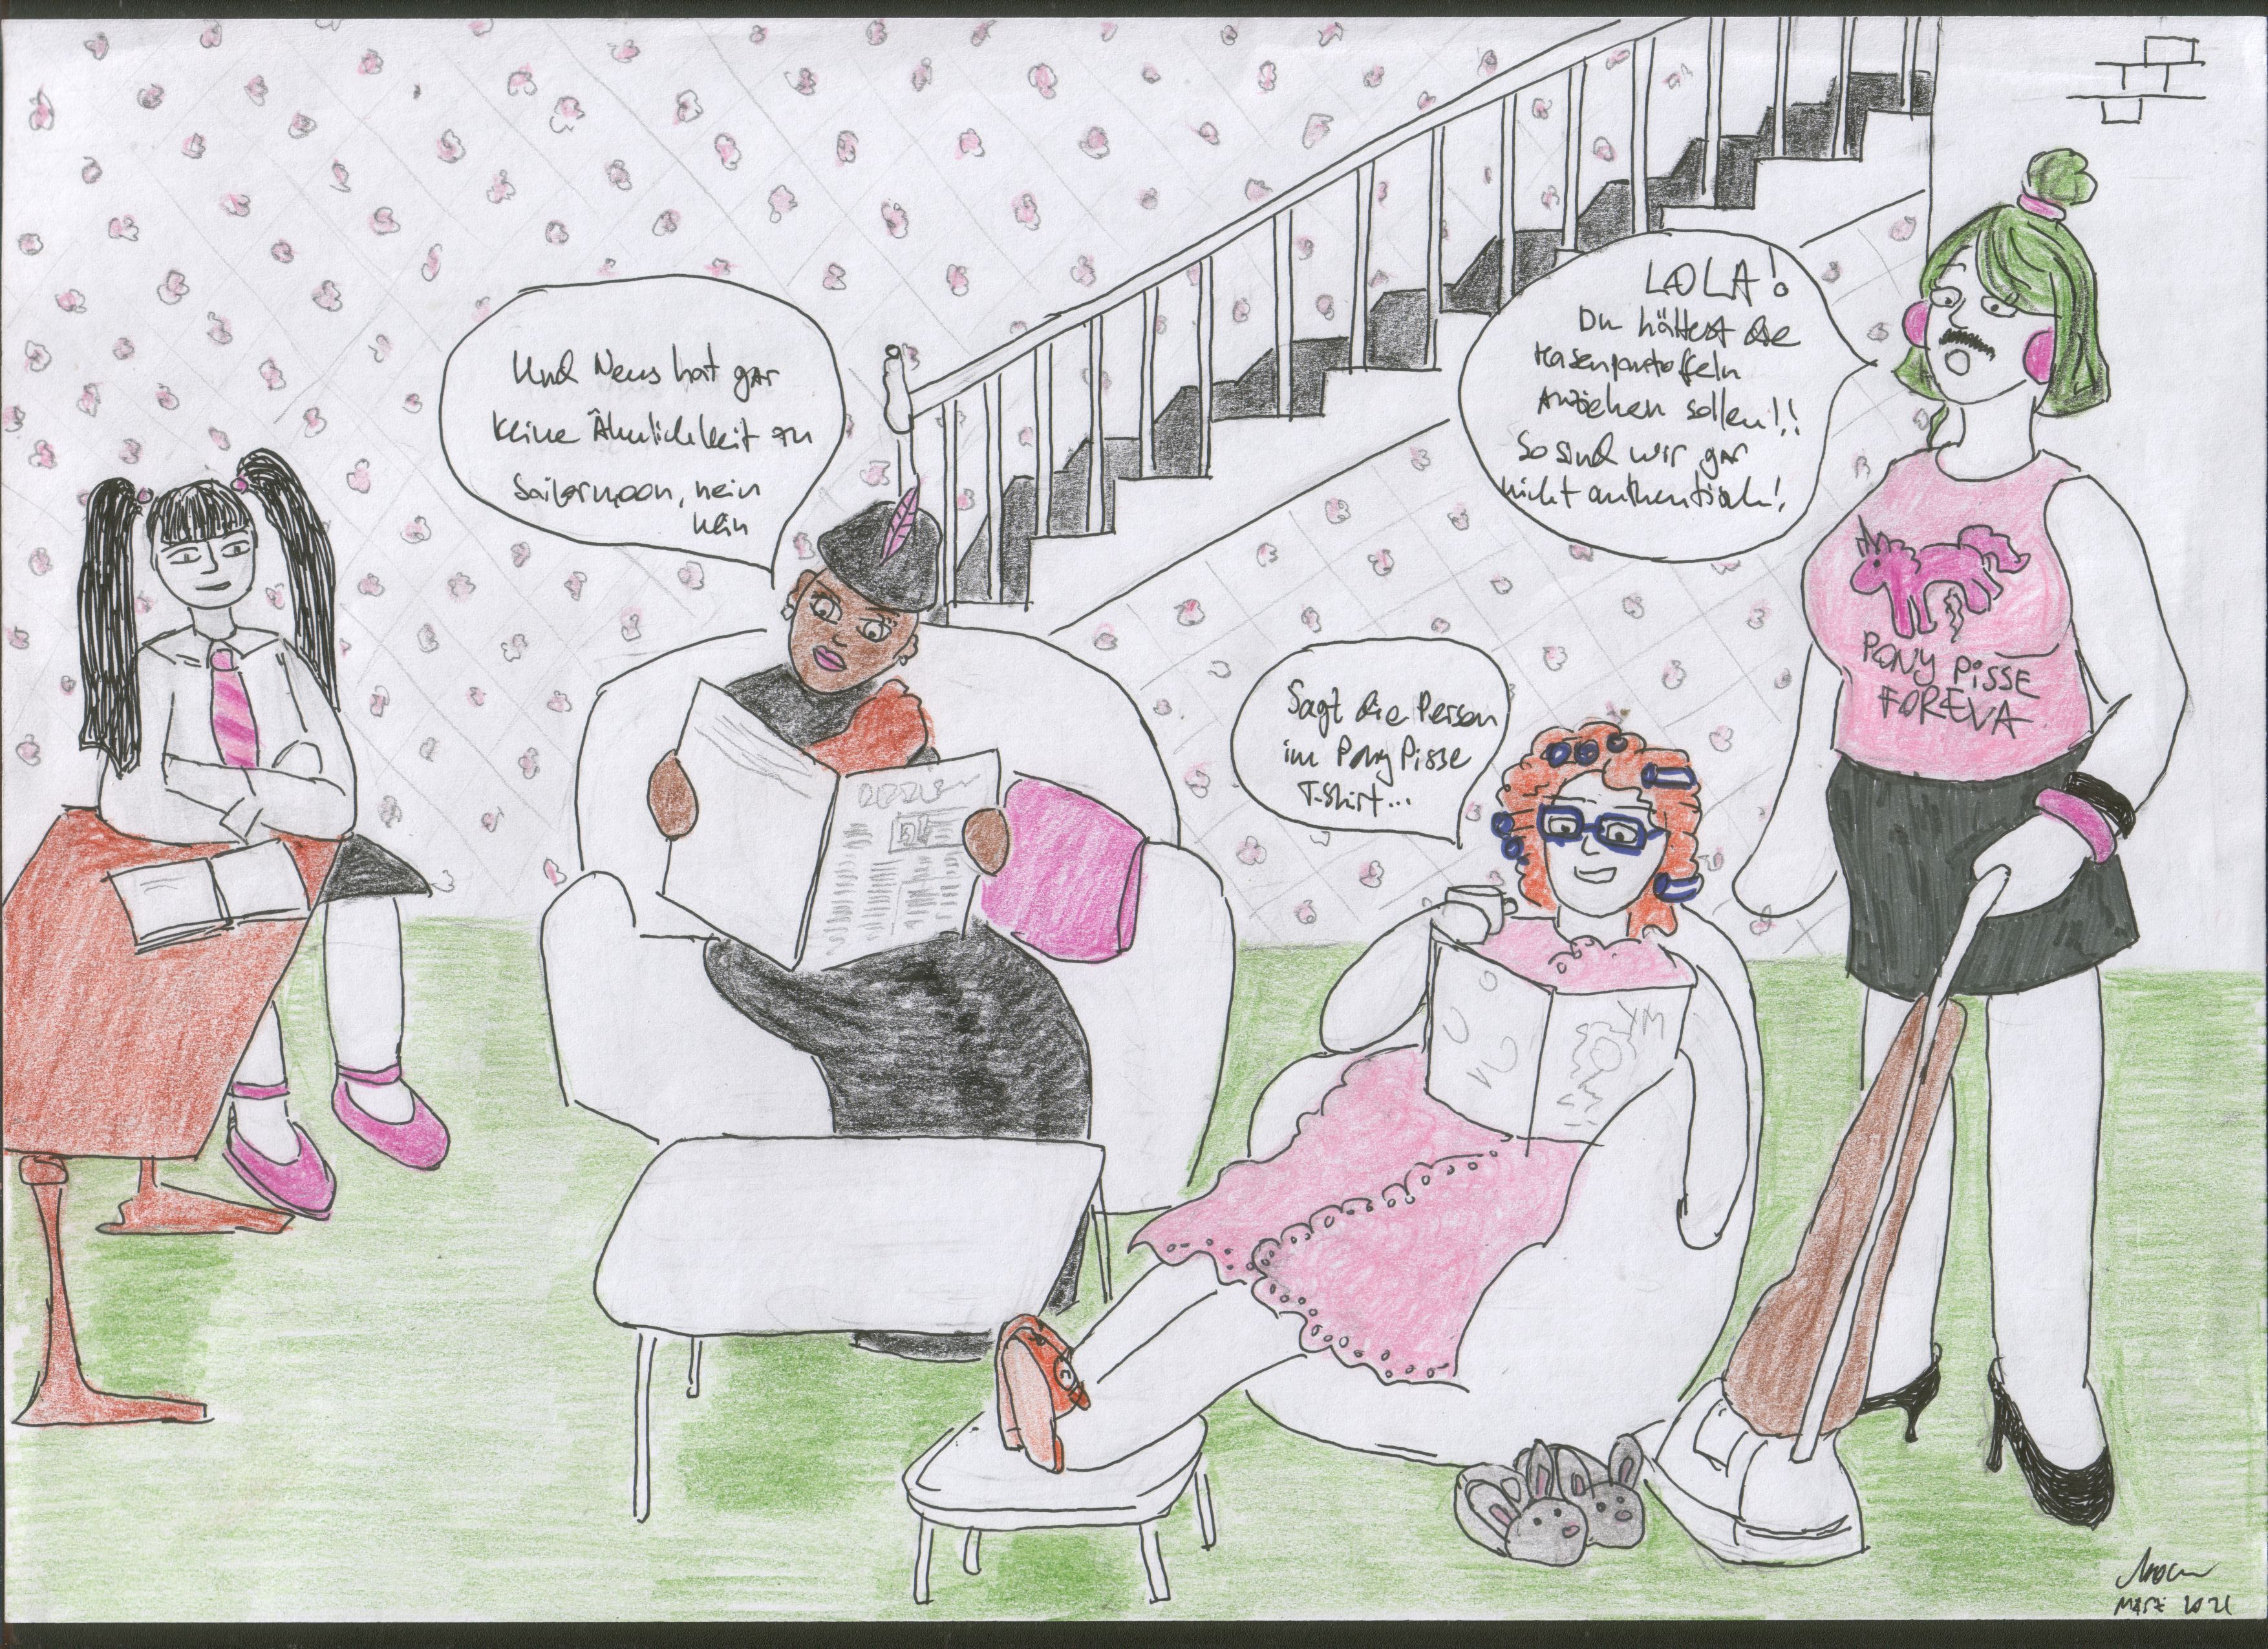 Und Neus hat gar
keine Ähnlichkeit zu
Sailormoon, nein
nein
LOLA!
Du hättest die
Hasenpantoffeln
Anziehen sollen!!
So sind wir gar
nicht authentisch!
Sagt die Person
im Pony Pisse
T-Shirt...
PONY PISSE
FOREVA
MÄRZ 2021